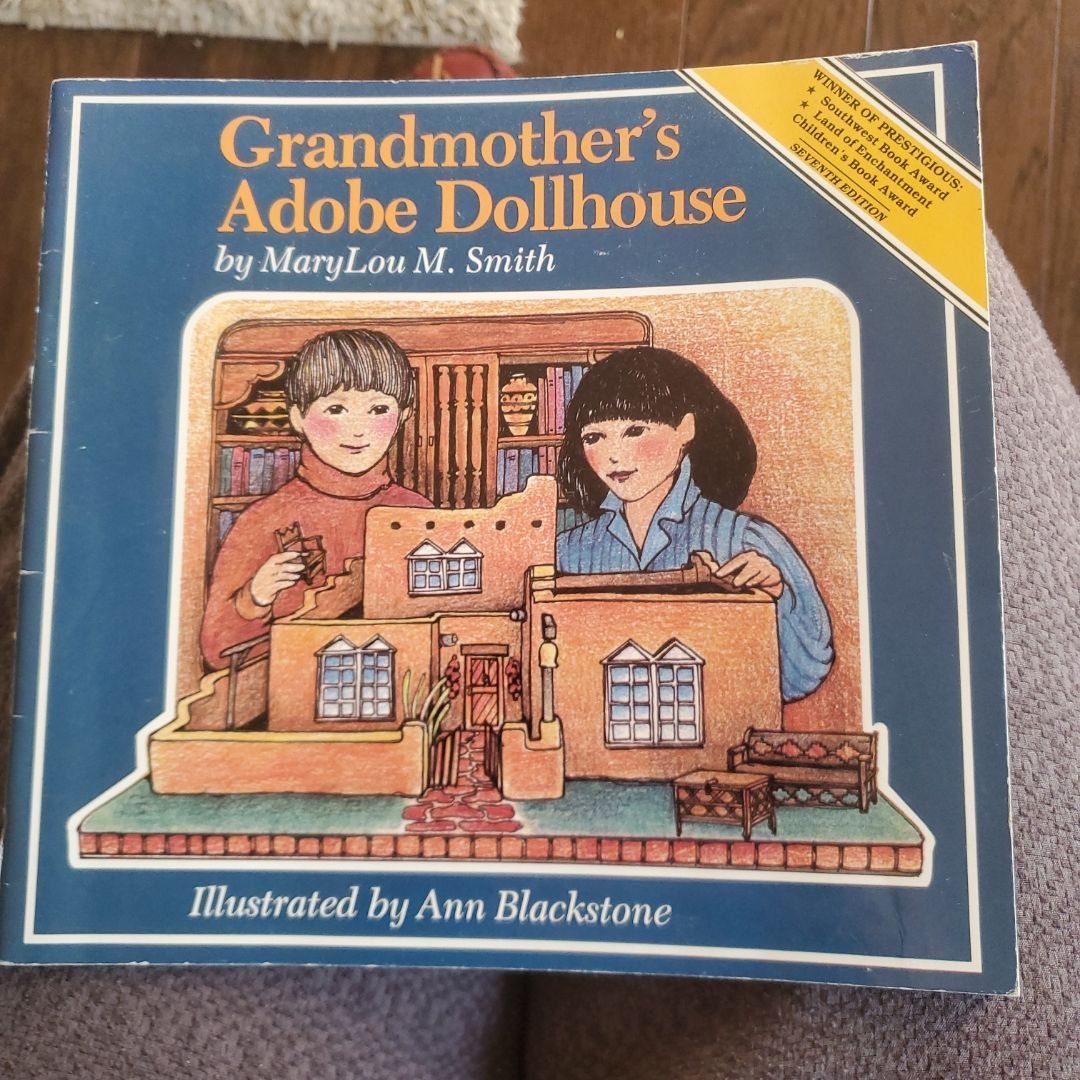 Grandmother's
Adobe Dollhouse
by MaryLou M. Smith
WINNER OF PRESTIGIOUS:
★ Southwest Book Award
★ Land of Enchantment
Children's Book Award
SEVENTH EDITION
Illustrated by Ann Blackstone